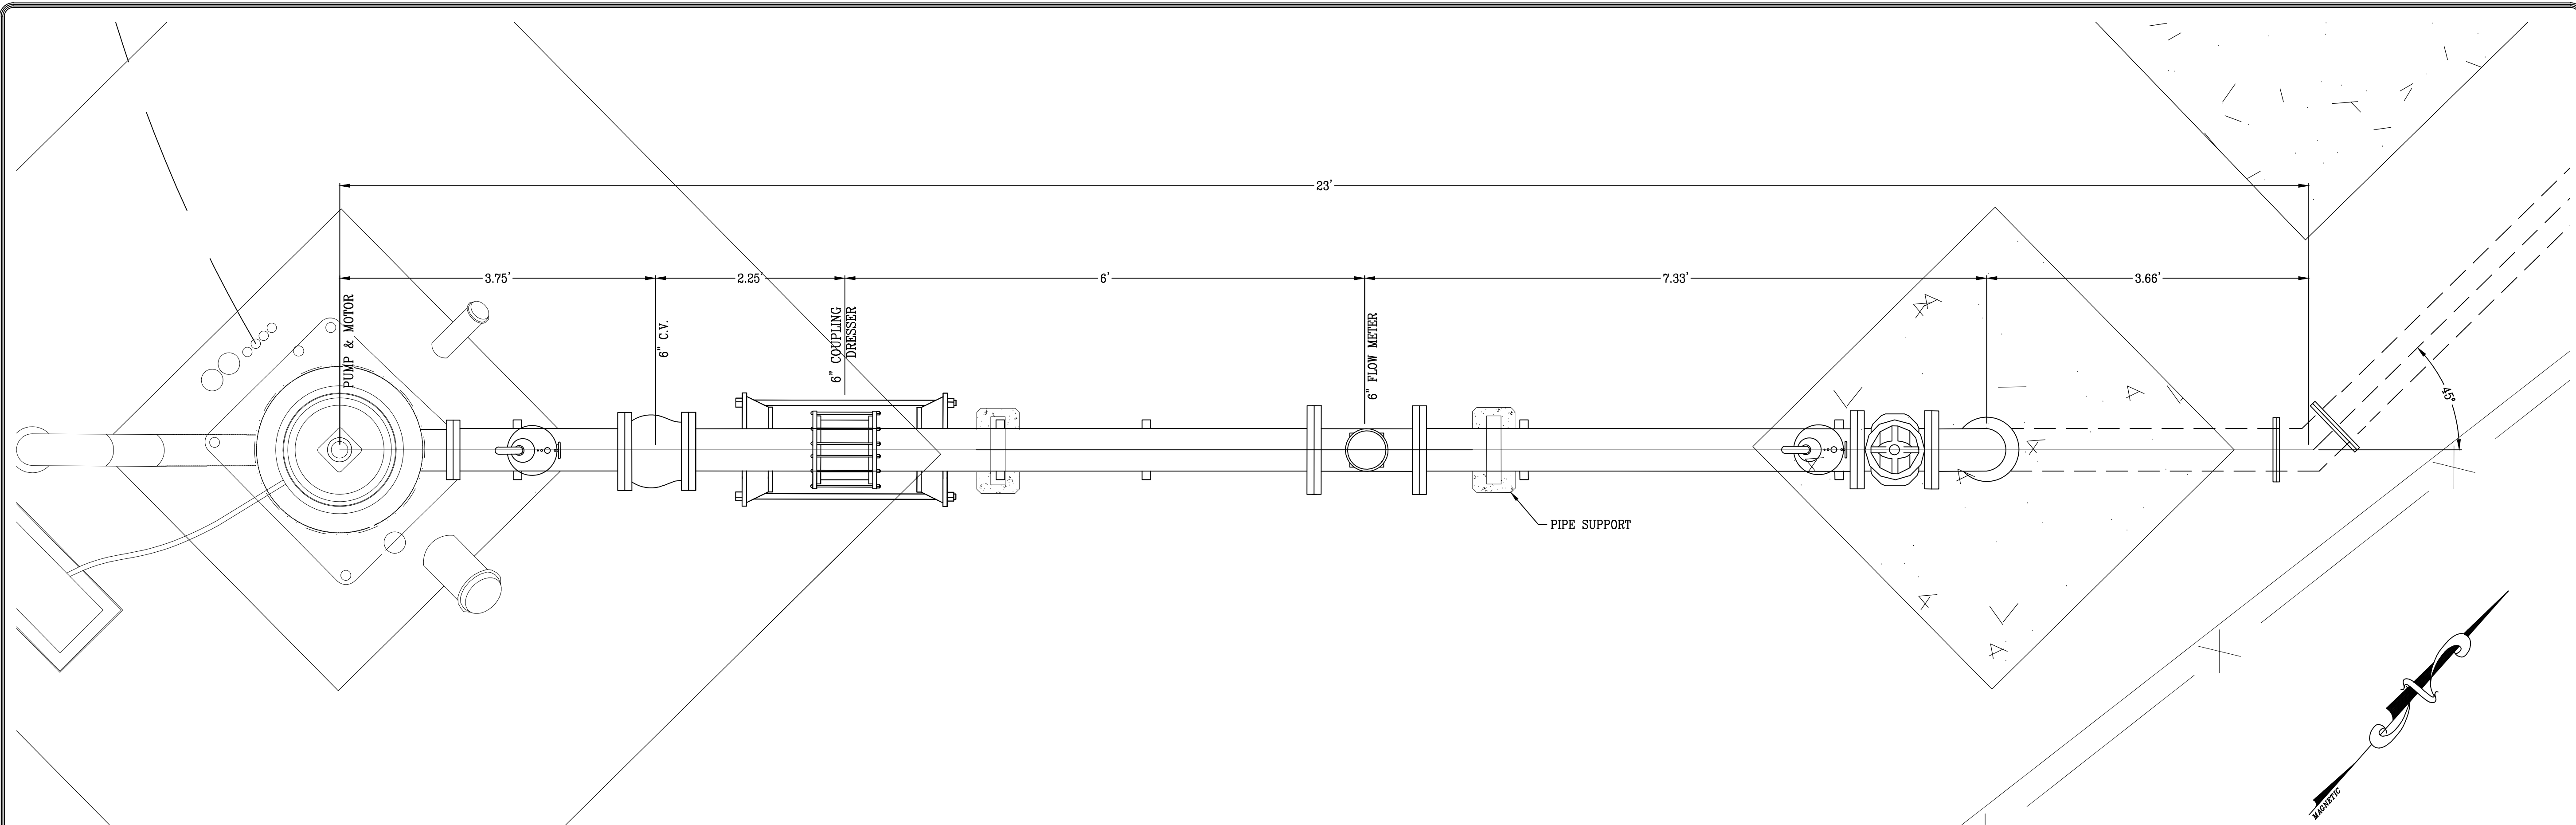 23'
3.75'
2.25'
6'
7.33'
3.66'
PUMP & MOTOR
6" C.V.
6" COUPLING
DRESSER
6" FLOW METER
45°
PIPE SUPPORT
MAGNETIC